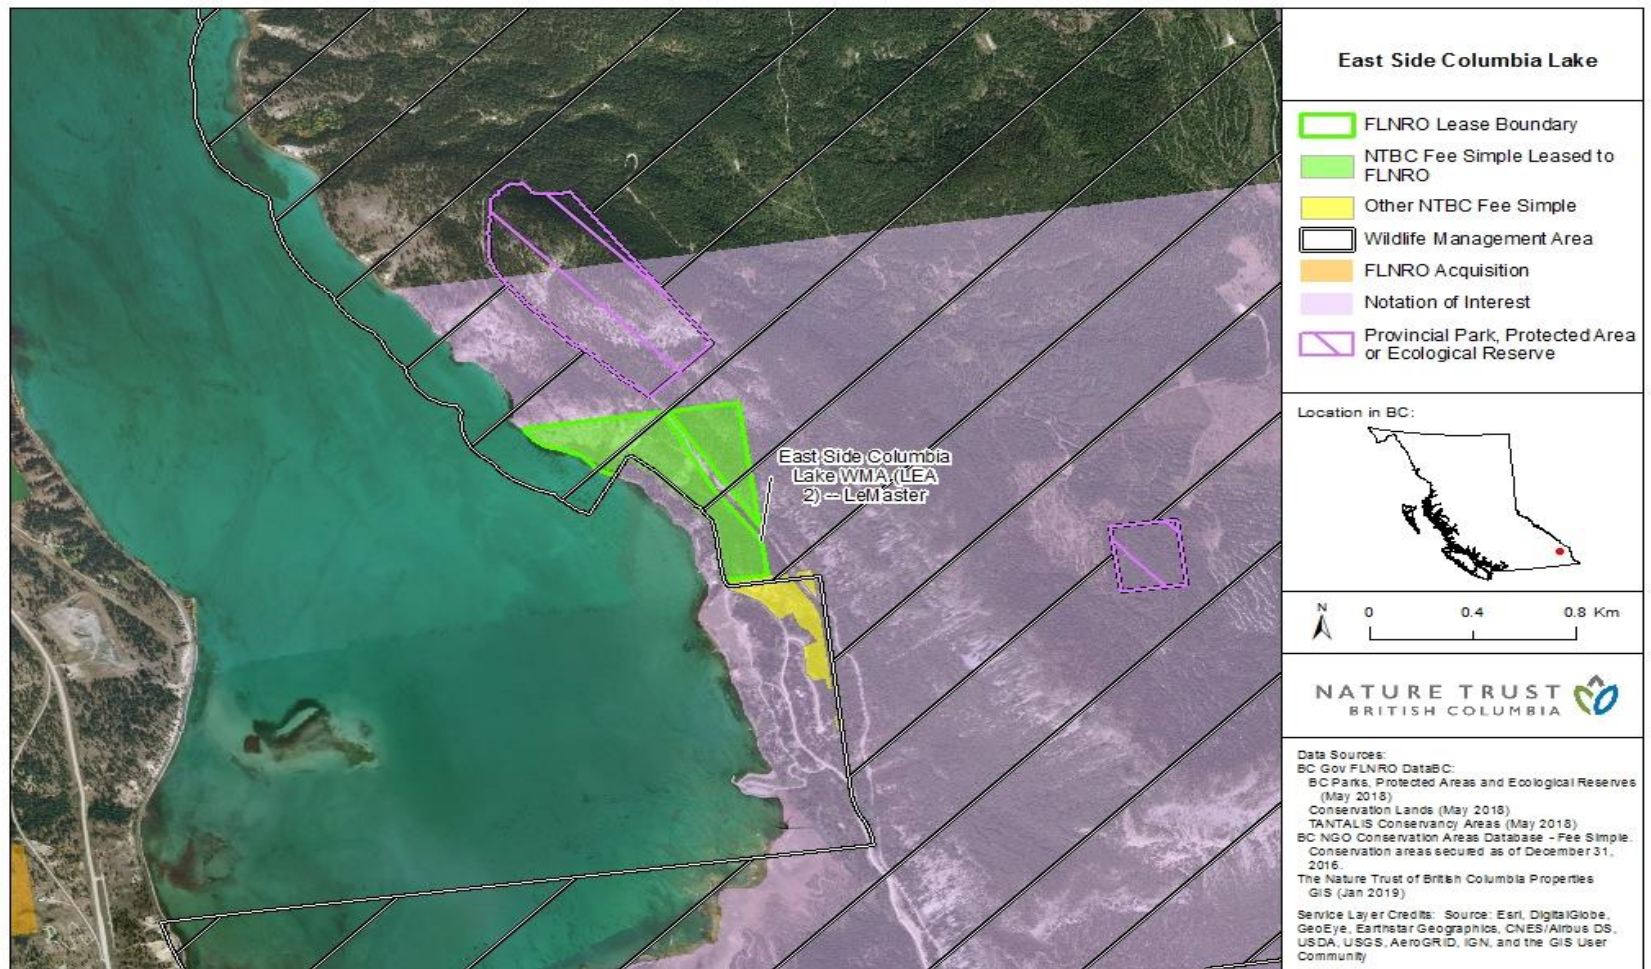 East Side Columbia Lake
FLNRO Lease Boundary
NTBC Fee Simple Leased to
FLNRO
Other NTBC Fee Simple
Wildlife Management Area
FLNRO Acquisition
Notation of Interest
Provincial Park, Protected Area
or Ecological Reserve
East Side Columbia
Lake WMA (LEA
2) -- LeMaster
Location in BC:
N
0 0.4 0.8 Km
NATURE TRUST
BRITISH COLUMBIA
Data Sources:
BC Gov FLNRO DataBC:
BC Parks, Protected Areas and Ecological Reserves
(May 2018)
Conservation Lands (May 2018)
TANTALIS Conservancy Areas (May 2018)
BC NGO Conservation Areas Database - Fee Simple.
Conservation areas secured as of December 31,
2016.
The Nature Trust of British Columbia Properties
GIS (Jan 2019)
Service Layer Credits: Source: Esri, DigitalGlobe,
GeoEye, Earthstar Geographics, CNES/Airbus DS,
USDA, USGS, AeroGRID, IGN, and the GIS User
Community